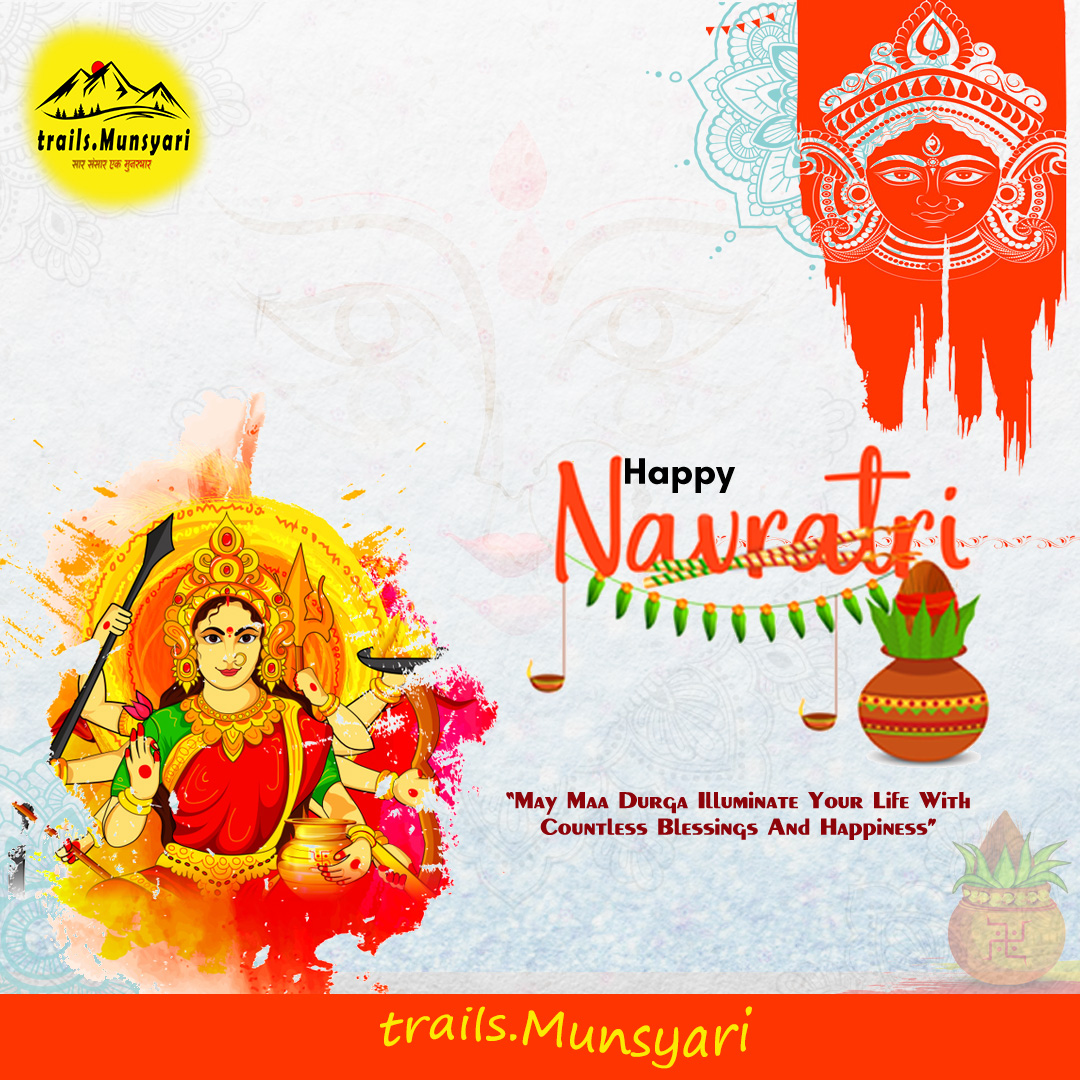 trails.Munsyari
सार संसार एक मुनस्यार
Happy
Navratri
"May Maa Durga Illuminate Your Life With
Countless Blessings And Happiness"
trails.Munsyari